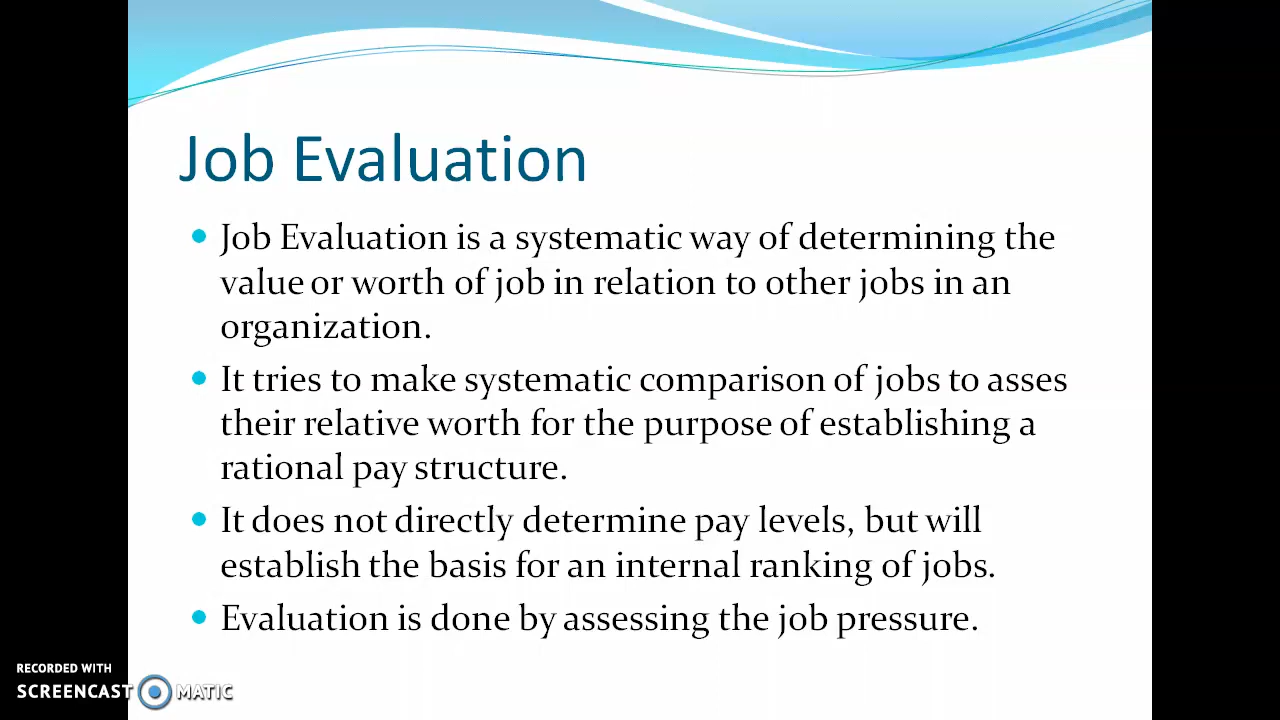 Job Evaluation
• Job Evaluation is a systematic way of determining the
value or worth of job in relation to other jobs in an
organization.
• It tries to make systematic comparison of jobs to asses
their relative worth for the purpose of establishing a
rational pay structure.
• It does not directly determine pay levels, but will
establish the basis for an internal ranking of jobs.
• Evaluation is done by assessing the job pressure.
RECORDED WITH
SCREENCAST MATIC